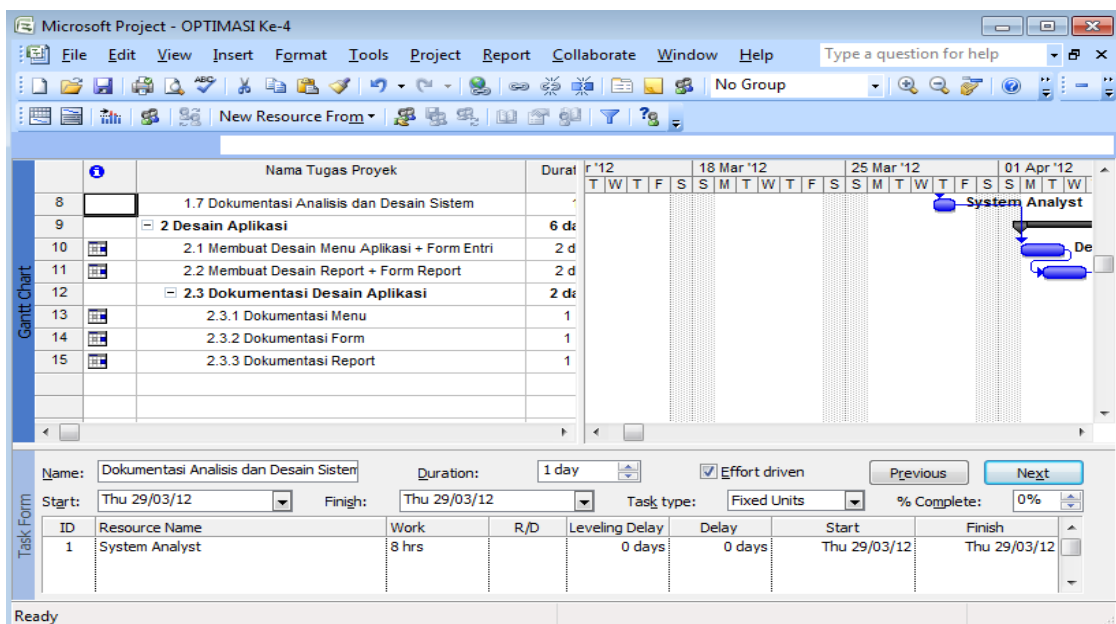 Microsoft Project - OPTIMASI Ke-4
File Edit View Insert Format Tools Project Report Collaborate Window Help Type a question for help
ABC No Group
New Resource From
Nama Tugas Proyek Durat r '12 18 Mar '12 25 Mar '12 01 Apr '12
T W T F S S M T W T F S S M T W T F S S M T W
8 1.7 Dokumentasi Analisis dan Desain Sistem System Analyst
9 2 Desain Aplikasi 6 da
10 2.1 Membuat Desain Menu Aplikasi + Form Entri 2 d De
11 2.2 Membuat Desain Report + Form Report 2 d
12 2.3 Dokumentasi Desain Aplikasi 2 da
13 2.3.1 Dokumentasi Menu 1
14 2.3.2 Dokumentasi Form 1
15 2.3.3 Dokumentasi Report 1
Gantt Chart
Name: Dokumentasi Analisis dan Desain Sistem Duration: 1 day Effort driven Previous Next
Start: Thu 29/03/12 Finish: Thu 29/03/12 Task type: Fixed Units % Complete: 0%
ID Resource Name Work R/D Leveling Delay Delay Start Finish
1 System Analyst 8 hrs 0 days 0 days Thu 29/03/12 Thu 29/03/12
Task Form
Ready